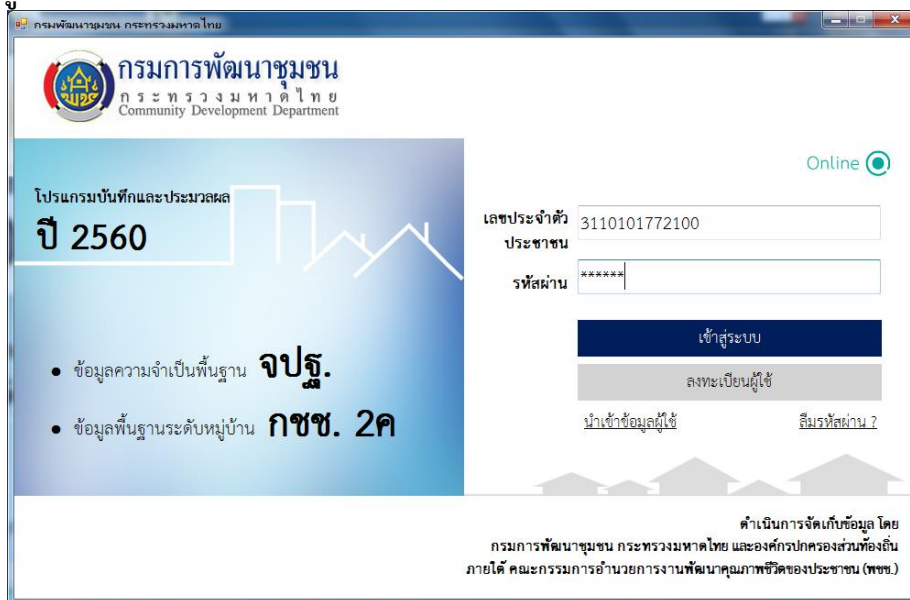 กรมพัฒนาชุมชน กระทรวงมหาดไทย
กรมการพัฒนาชุมชน
กระทรวงมหาดไทย
Community Development Department
Online
โปรแกรมบันทึกและประมวลผล
ปี 2560
เลขประจำตัว
ประชาชน
3110101772100
รหัสผ่าน
******
เข้าสู่ระบบ
ลงทะเบียนผู้ใช้
นำเข้าข้อมูลผู้ใช้
ลืมรหัสผ่าน ?
• ข้อมูลความจำเป็นพื้นฐาน จปฐ.
• ข้อมูลพื้นฐานระดับหมู่บ้าน กชช. 2ค
ดำเนินการจัดเก็บข้อมูล โดย
กรมการพัฒนาชุมชน กระทรวงมหาดไทย และองค์กรปกครองส่วนท้องถิ่น
ภายใต้ คณะกรรมการอำนวยการงานพัฒนาคุณภาพชีวิตของประชาชน (พชช.)